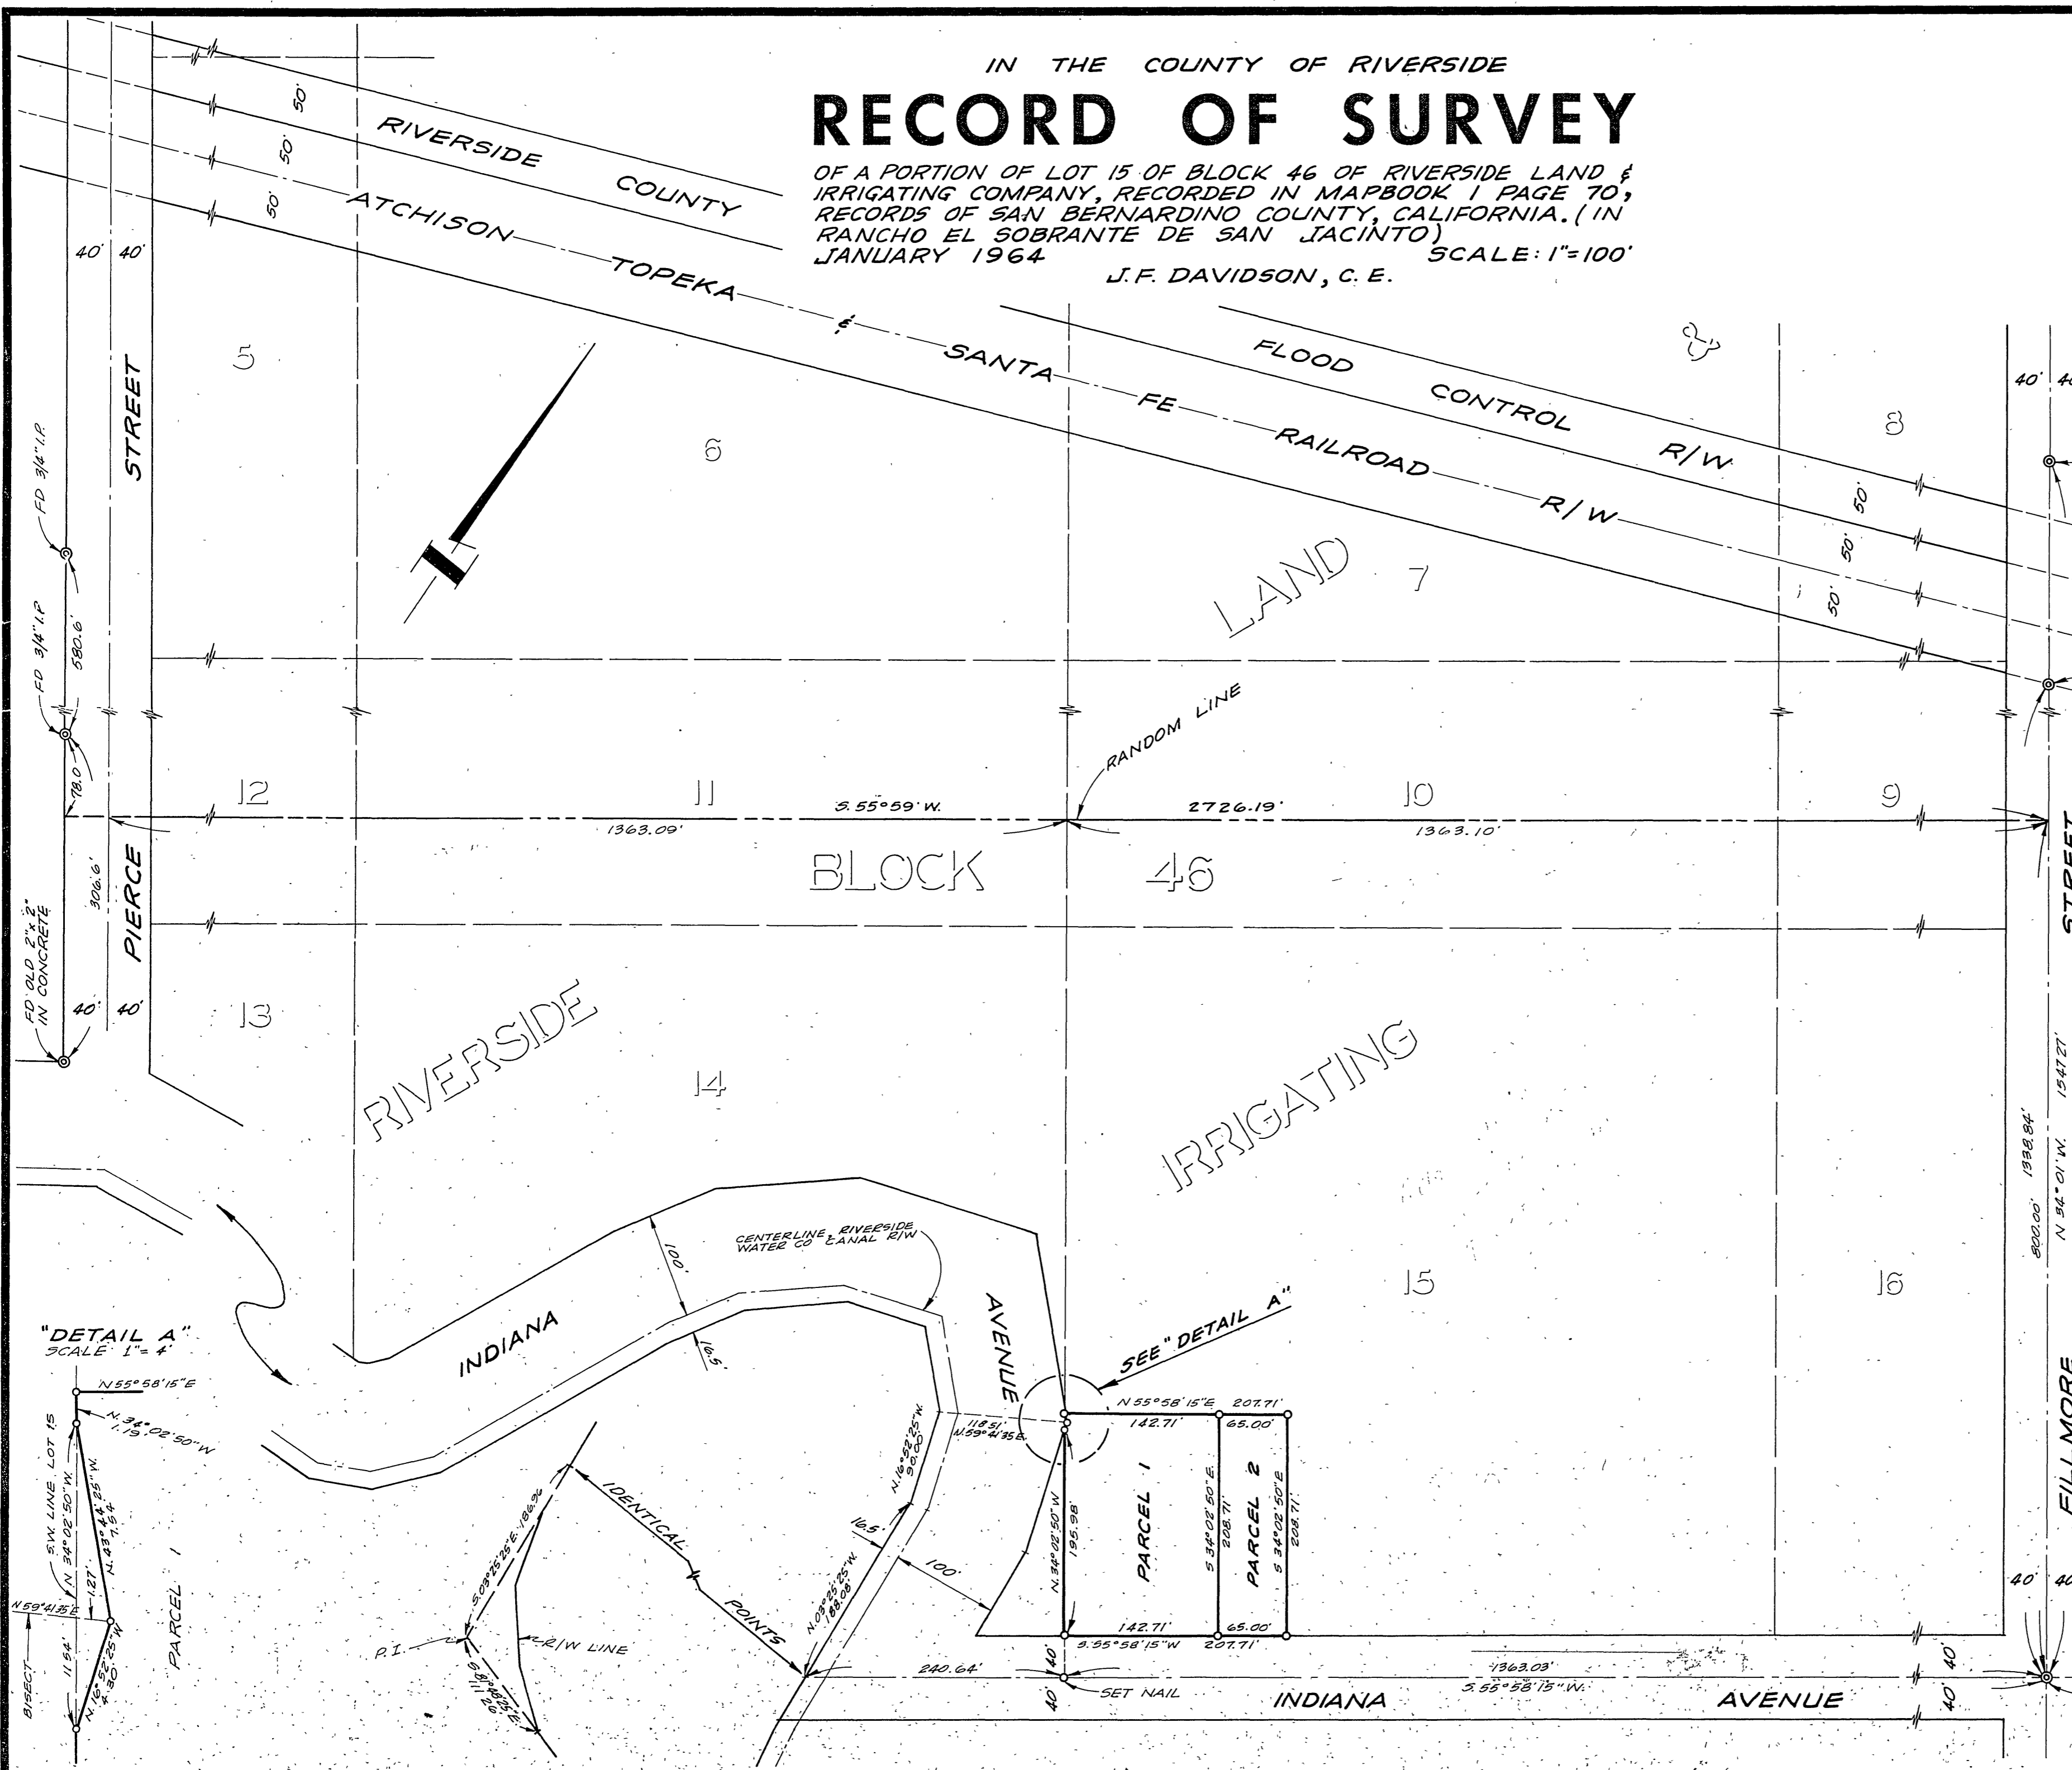 IN THE COUNTY OF RIVERSIDE
RECORD OF SURVEY
OF A PORTION OF LOT 15 OF BLOCK 46 OF RIVERSIDE LAND &
IRRIGATING COMPANY, RECORDED IN MAPBOOK 1 PAGE 70,
RECORDS OF SAN BERNARDINO COUNTY, CALIFORNIA. (IN
RANCHO EL SOBRANTE DE SAN JACINTO)
JANUARY 1964 SCALE: 1"=100'
J.F. DAVIDSON, C.E.
50'
50'
50'
RIVERSIDE COUNTY
FLOOD CONTROL R/W
ATCHISON TOPEKA & SANTA FE RAILROAD R/W
50'
50'
50'
40' 40'
STREET
5
6
&
8
40'
FD 3/4" I.P.
FD 3/4" I.P.
580.6'
LAND
7
RANDOM LINE
78.0
12
11
S.55°59'W.
2726.19'
10
9
1363.09'
1363.10'
BLOCK 46
306.6'
PIERCE
STREET
FD OLD 2"x2"
IN CONCRETE
40' 40'
13
RIVERSIDE
14
IRRIGATING
15
16
1547.27'
N 34°01'W.
1338.84'
800.00'
FILLMORE
CENTERLINE, RIVERSIDE
WATER CO CANAL R/W
100'
16.5'
INDIANA
AVENUE
SEE "DETAIL A"
"DETAIL A"
SCALE 1"= 4'
N55°58'15"E
N. 34°02'50"W
1.19'
S.W. LINE LOT 15
N 34°02'50"W.
N. 43°44'25"W.
7.54'
1.27'
N59°41'35"E
11.54'
BISECT
N. 16°52'25"W
4.30'
PARCEL 1
S.03°25'25"E. 186.96
P.I.
R/W LINE
IDENTICAL POINTS
N.16°52'25"W.
90.00'
118.51'
N.59°41'35"E
16.5'
100'
N.03°25'25"W.
188.08'
N 55°58'15"E 207.71'
142.71' 65.00'
N.34°02'50"W
195.98'
PARCEL 1
S 34°02'50"E.
208.71'
PARCEL 2
S 34°02'50"E
208.71'
142.71' 65.00'
S.55°58'15"W 207.71'
240.64'
40'
40'
SET NAIL
INDIANA AVENUE
1363.03'
S.55°58'15"W.
40'
40'
40'